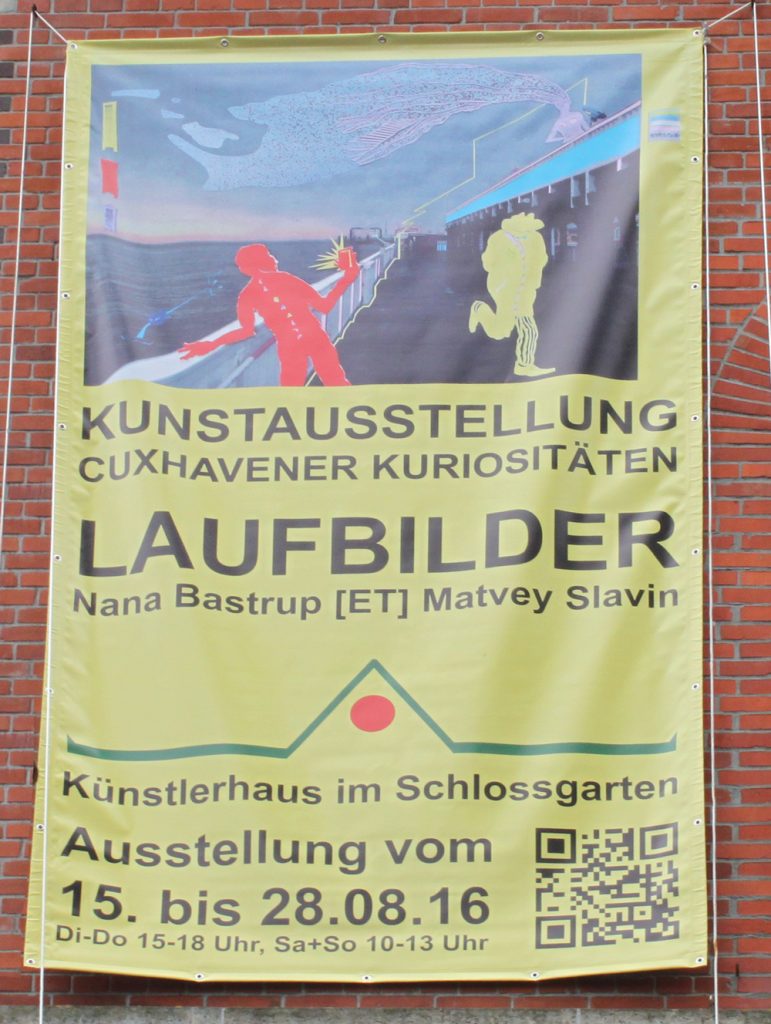 KUNSTAUSSTELLUNG
CUXHAVENER KURIOSITÄTEN
LAUFBILDER
Nana Bastrup [ET] Matvey Slavin
Künstlerhaus im Schlossgarten
Ausstellung vom
15. bis 28.08.16
Di-Do 15-18 Uhr, Sa+So 10-13 Uhr